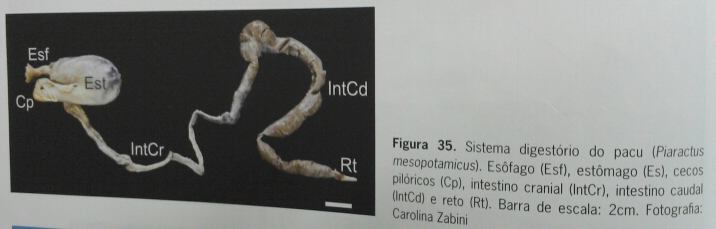 Esf
Est
Cp
IntCr
IntCd
Rt
Figura 35. Sistema digestório do pacu (Piaractus
mesopotamicus). Esôfago (Esf), estômago (Es), cecos
pilóricos (Cp), intestino cranial (IntCr), intestino caudal
(IntCd) e reto (Rt). Barra de escala: 2cm. Fotografia:
Carolina Zabini